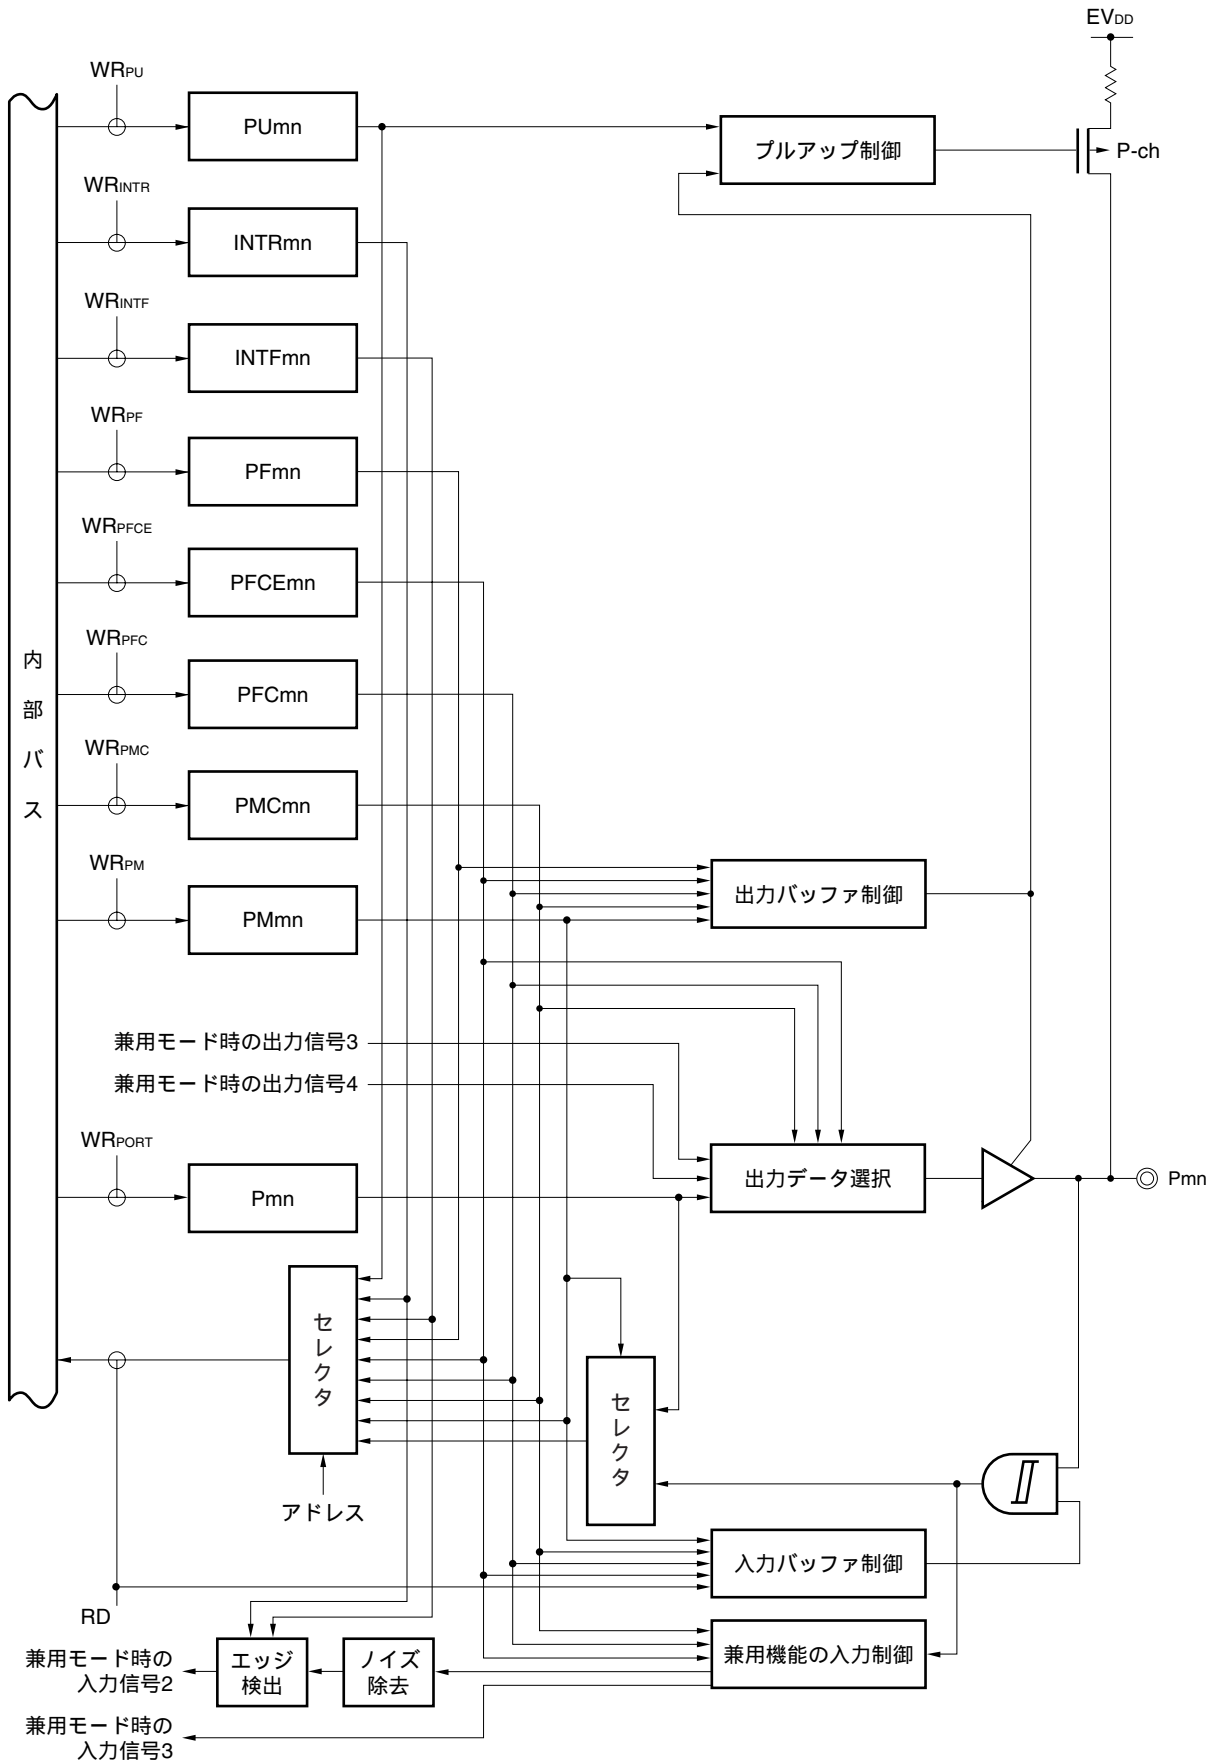 EVDD
WRPU
PUmn
プルアップ制御
P-ch
WRINTR
INTRmn
WRINTF
INTFmn
WRPF
PFmn
WRPFCE
PFCEmn
WRPFC
PFCmn
内部バス
WRPMC
PMCmn
WRPM
PMmn
出力バッファ制御
兼用モード時の出力信号3
兼用モード時の出力信号4
WRPORT
Pmn
出力データ選択
Pmn
セレクタ
セレクタ
アドレス
入力バッファ制御
RD
兼用機能の入力制御
エッジ
検出
ノイズ
除去
兼用モード時の
入力信号2
兼用モード時の
入力信号3